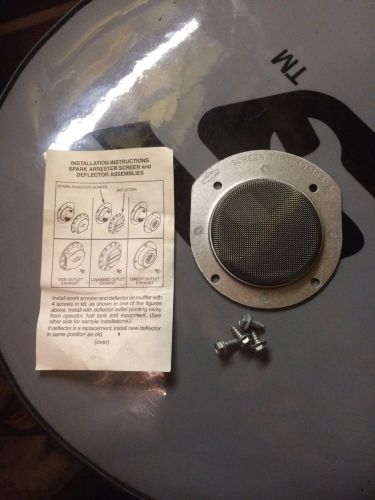 TM
INSTALLATION INSTRUCTIONS
SPARK ARRESTER SCREEN and
DEFLECTOR ASSEMBLIES
SPARK ARRESTER SCREEN
DEFLECTOR
SIDE OUTLET
EXHAUST
LOUVERED OUTLET
EXHAUST
DIRECT OUTLET
EXHAUST
Install spark arrester and deflector on muffler with
4 screws in kit, as shown in one of the figures
above. Install with deflector outlet pointing away
from operator, fuel tank and equipment. (See
other side for sample installations.)
If deflector is a replacement, install new deflector
in same position as old.
(over)
SCREEN